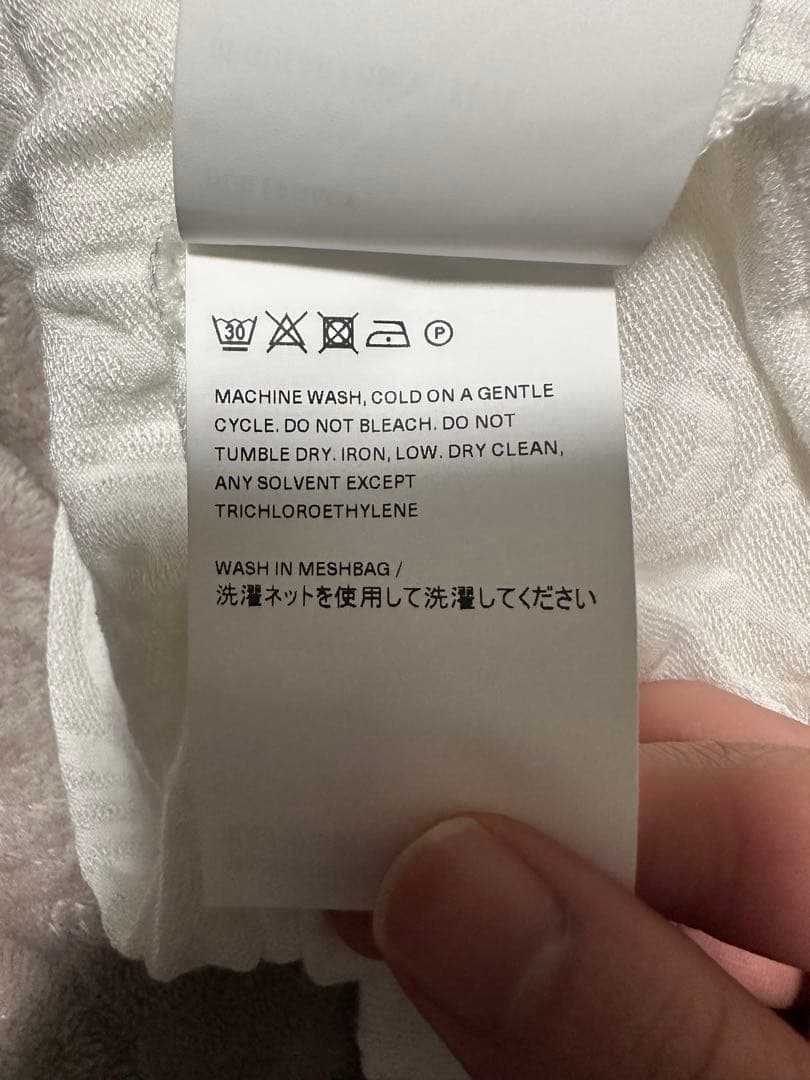 30 P
MACHINE WASH, COLD ON A GENTLE
CYCLE. DO NOT BLEACH. DO NOT
TUMBLE DRY. IRON, LOW. DRY CLEAN,
ANY SOLVENT EXCEPT
TRICHLOROETHYLENE
WASH IN MESHBAG /
洗濯ネットを使用して洗濯してください